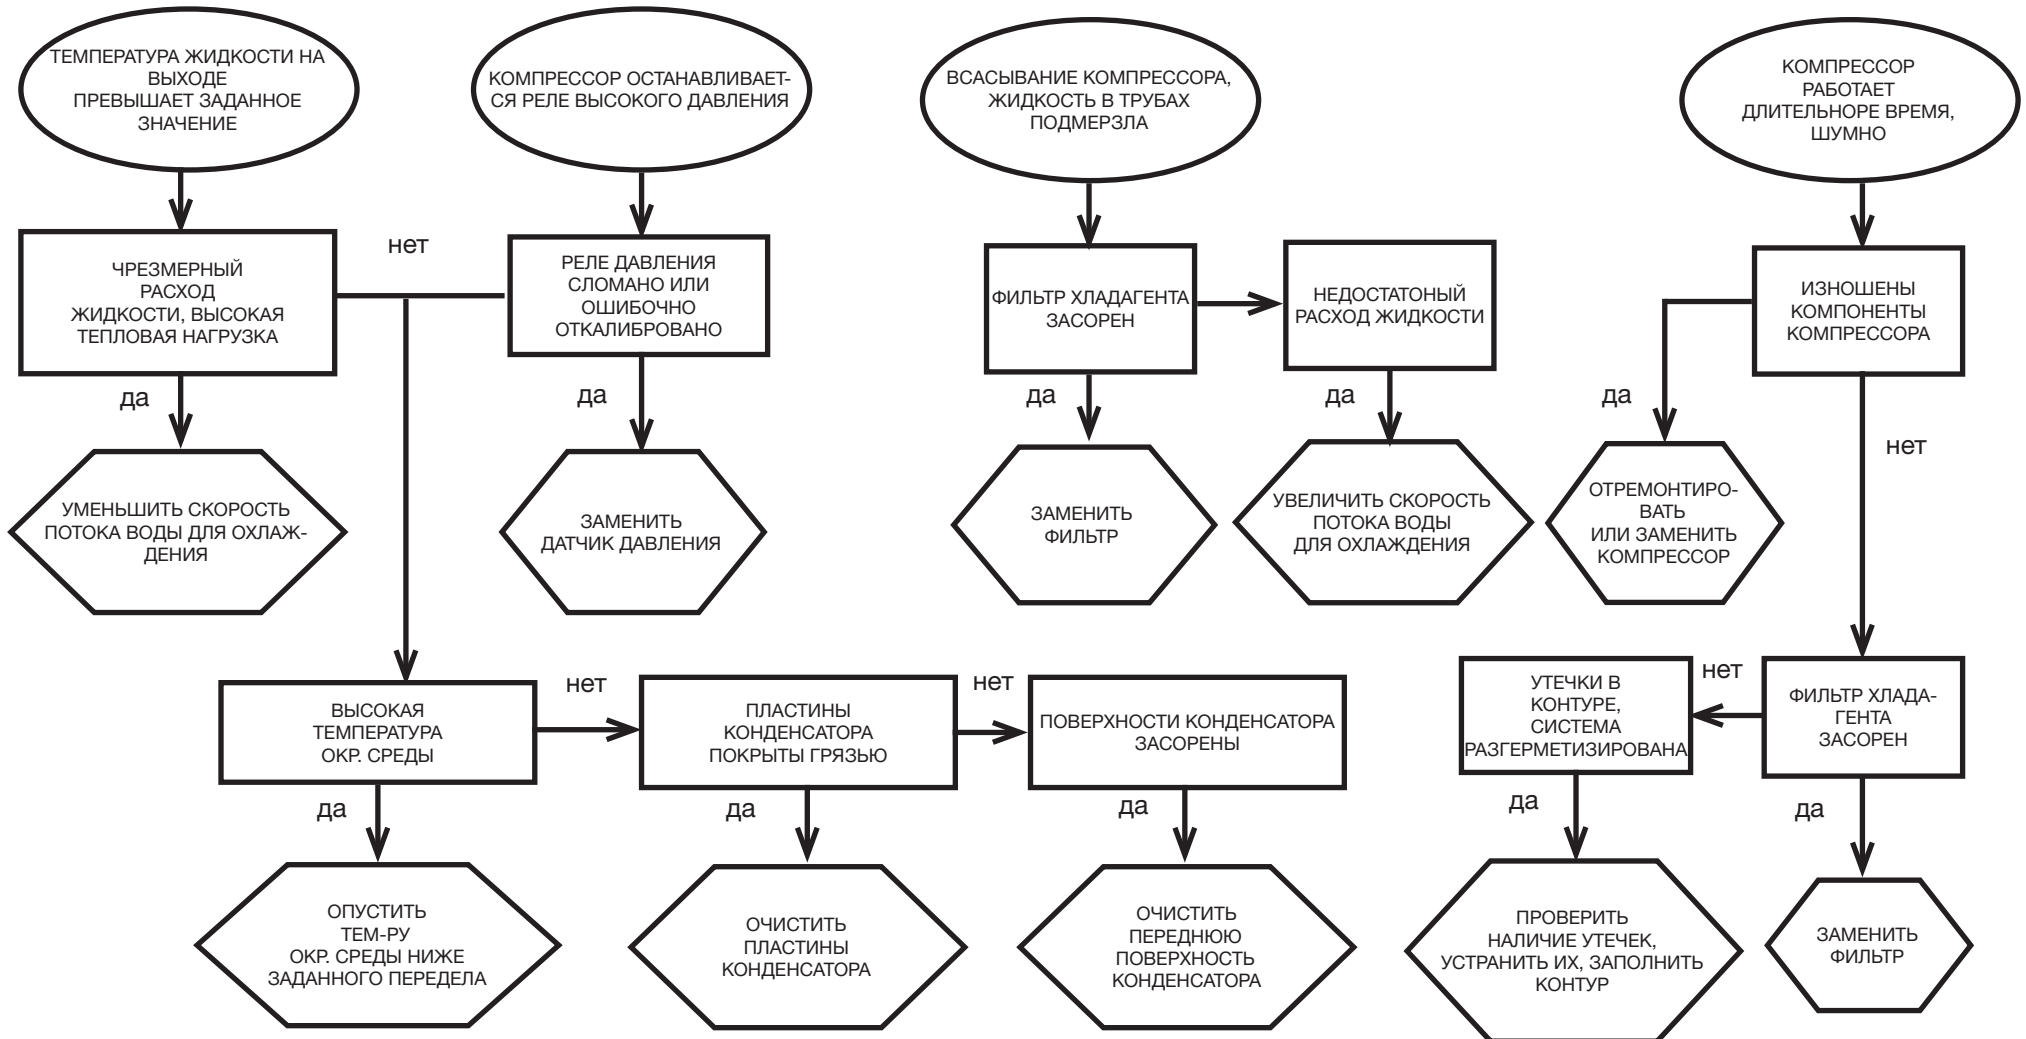 ТЕМПЕРАТУРА ЖИДКОСТИ НА
ВЫХОДЕ
ПРЕВЫШАЕТ ЗАДАННОЕ
ЗНАЧЕНИЕ
КОМПРЕССОР ОСТАНАВЛИВАЕТ-
СЯ РЕЛЕ ВЫСОКОГО ДАВЛЕНИЯ
ВСАСЫВАНИЕ КОМПРЕССОРА,
ЖИДКОСТЬ В ТРУБАХ
ПОДМЕРЗЛА
КОМПРЕССОР
РАБОТАЕТ
ДЛИТЕЛЬНОРЕ ВРЕМЯ,
ШУМНО
ЧРЕЗМЕРНЫЙ
РАСХОД
ЖИДКОСТИ, ВЫСОКАЯ
ТЕПЛОВАЯ НАГРУЗКА
нет
РЕЛЕ ДАВЛЕНИЯ
СЛОМАНО ИЛИ
ОШИБОЧНО
ОТКАЛИБРОВАНО
ФИЛЬТР ХЛАДАГЕНТА
ЗАСОРЕН
НЕДОСТАТОНЫЙ
РАСХОД ЖИДКОСТИ
ИЗНОШЕНЫ
КОМПОНЕНТЫ
КОМПРЕССОРА
да
да
да
да
да
нет
УМЕНЬШИТЬ СКОРОСТЬ
ПОТОКА ВОДЫ ДЛЯ ОХЛАЖ-
ДЕНИЯ
ЗАМЕНИТЬ
ДАТЧИК ДАВЛЕНИЯ
ЗАМЕНИТЬ
ФИЛЬТР
УВЕЛИЧИТЬ СКОРОСТЬ
ПОТОКА ВОДЫ
ДЛЯ ОХЛАЖДЕНИЯ
ОТРЕМОНТИРО-
ВАТЬ
ИЛИ ЗАМЕНИТЬ
КОМПРЕССОР
ВЫСОКАЯ
ТЕМПЕРАТУРА
ОКР. СРЕДЫ
нет
ПЛАСТИНЫ
КОНДЕНСАТОРА
ПОКРЫТЫ ГРЯЗЬЮ
нет
ПОВЕРХНОСТИ КОНДЕНСАТОРА
ЗАСОРЕНЫ
УТЕЧКИ В
КОНТУРЕ,
СИСТЕМА
РАЗГЕРМЕТИЗИРОВАНА
нет
ФИЛЬТР ХЛАДА-
ГЕНТА
ЗАСОРЕН
да
да
да
да
да
ОПУСТИТЬ
ТЕМ-РУ
ОКР. СРЕДЫ НИЖЕ
ЗАДАННОГО ПЕРЕДЕЛА
ОЧИСТИТЬ
ПЛАСТИНЫ
КОНДЕНСАТОРА
ОЧИСТИТЬ
ПЕРЕДНЮЮ
ПОВЕРХНОСТЬ
КОНДЕНСАТОРА
ПРОВЕРИТЬ
НАЛИЧИЕ УТЕЧЕК,
УСТРАНИТЬ ИХ, ЗАПОЛНИТЬ
КОНТУР
ЗАМЕНИТЬ
ФИЛЬТР